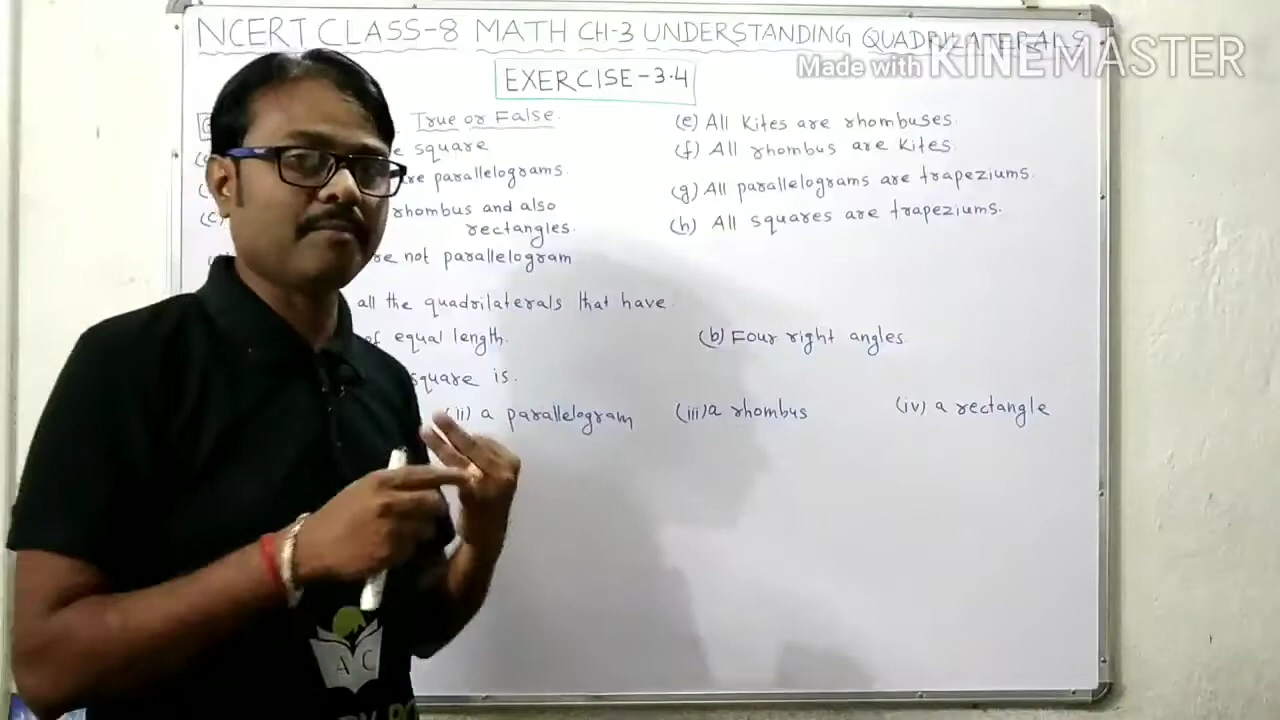 NCERT CLASS-8 MATH CH-3 UNDERSTANDING QUADRILATERALS
Made with KINEMASTER
EXERCISE-3.4
True or False.
square
parallelograms.
rhombus and also
rectangles.
not parallelogram
(e) All Kites are rhombuses.
(f) All rhombus are Kites.
(g) All parallelograms are trapeziums.
(h) All squares are trapeziums.
all the quadrilaterals that have.
of equal length.
(b) Four right angles.
square is.
(ii) a parallelogram (iii) a rhombus (iv) a rectangle
A C